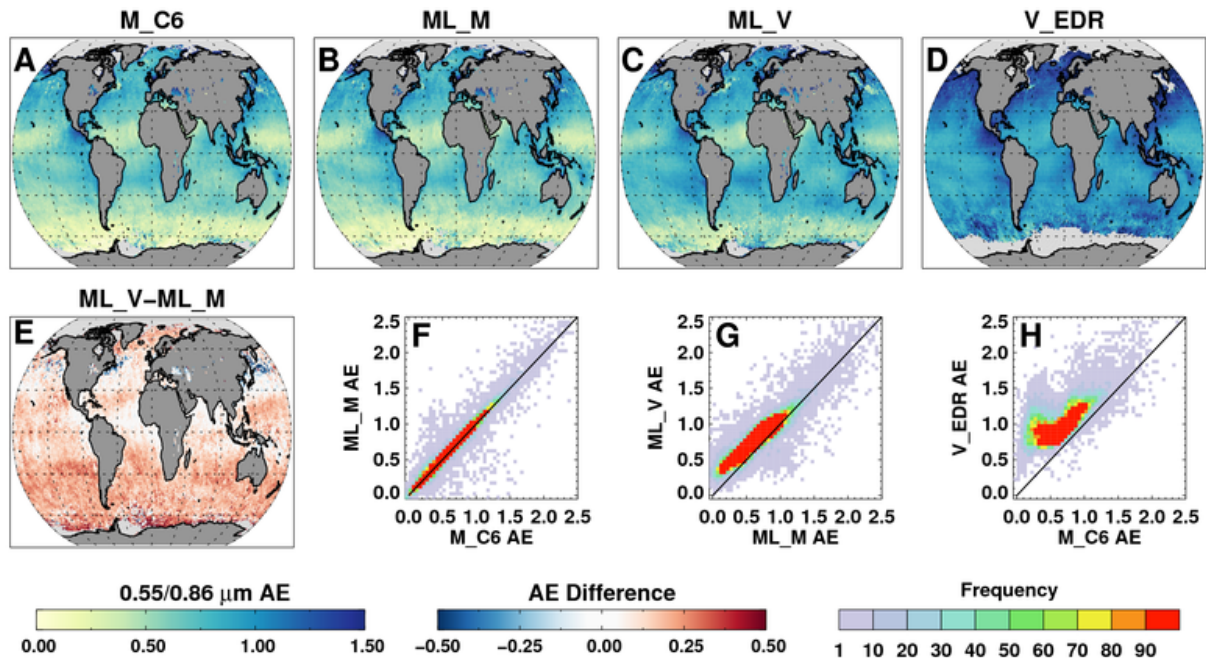 M_C6 ML_M ML_V V_EDR
A B C D
ML_V−ML_M
E F G H
2.5 2.5 2.5
2.0 2.0 2.0
1.5 1.5 1.5
1.0 1.0 1.0
0.5 0.5 0.5
0.0 0.0 0.0
ML_M AE ML_V AE V_EDR AE
0.0 0.5 1.0 1.5 2.0 2.5 0.0 0.5 1.0 1.5 2.0 2.5 0.0 0.5 1.0 1.5 2.0 2.5
M_C6 AE ML_M AE M_C6 AE
0.55/0.86 μm AE AE Difference Frequency
0.00 0.50 1.00 1.50 −0.50 −0.25 0.00 0.25 0.50 1 10 20 30 40 50 60 70 80 90